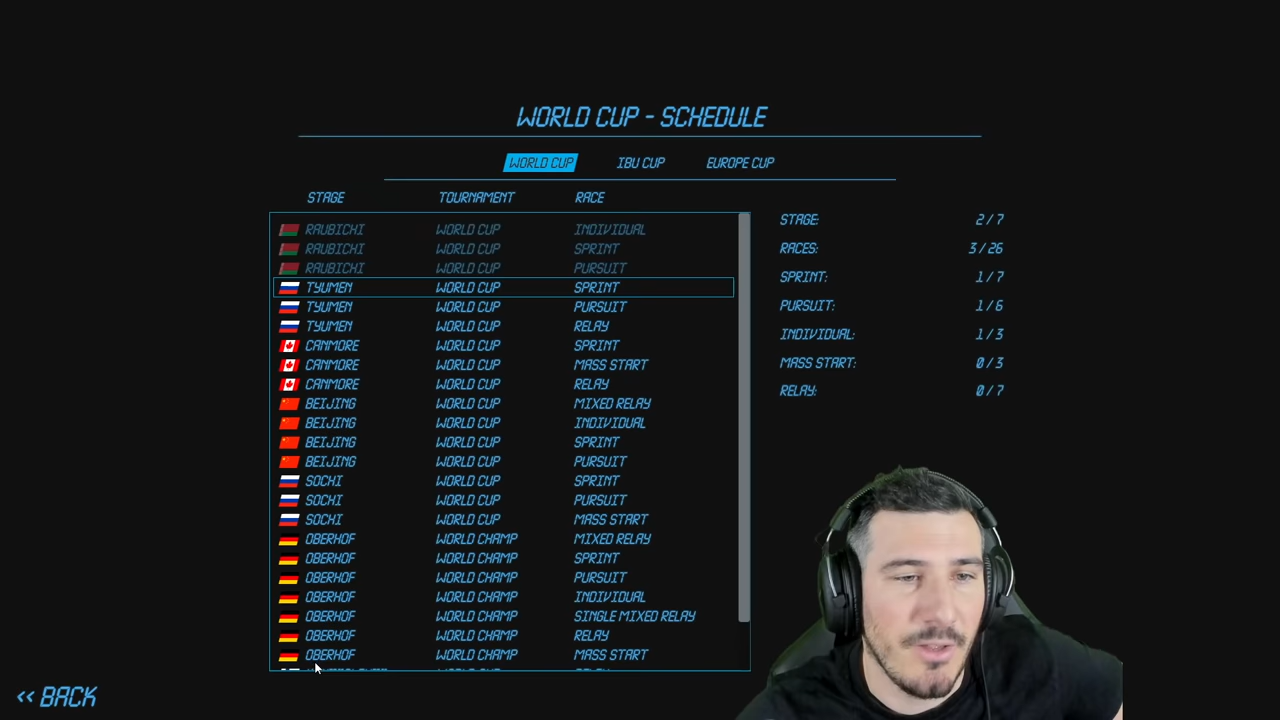 WORLD CUP - SCHEDULE
WORLD CUP IBU CUP EUROPE CUP
STAGE TOURNAMENT RACE
RAUBICHI WORLD CUP INDIVIDUAL
RAUBICHI WORLD CUP SPRINT
RAUBICHI WORLD CUP PURSUIT
TYUMEN WORLD CUP SPRINT
TYUMEN WORLD CUP PURSUIT
TYUMEN WORLD CUP RELAY
CANMORE WORLD CUP SPRINT
CANMORE WORLD CUP MASS START
CANMORE WORLD CUP RELAY
BEIJING WORLD CUP MIXED RELAY
BEIJING WORLD CUP INDIVIDUAL
BEIJING WORLD CUP SPRINT
BEIJING WORLD CUP PURSUIT
SOCHI WORLD CUP SPRINT
SOCHI WORLD CUP PURSUIT
SOCHI WORLD CUP MASS START
OBERHOF WORLD CHAMP MIXED RELAY
OBERHOF WORLD CHAMP SPRINT
OBERHOF WORLD CHAMP PURSUIT
OBERHOF WORLD CHAMP INDIVIDUAL
OBERHOF WORLD CHAMP SINGLE MIXED RELAY
OBERHOF WORLD CHAMP RELAY
OBERHOF WORLD CHAMP MASS START
STAGE: 2/7
RACES: 3/26
SPRINT: 1/7
PURSUIT: 1/6
INDIVIDUAL: 1/3
MASS START: 0/3
RELAY: 0/7
<< BACK